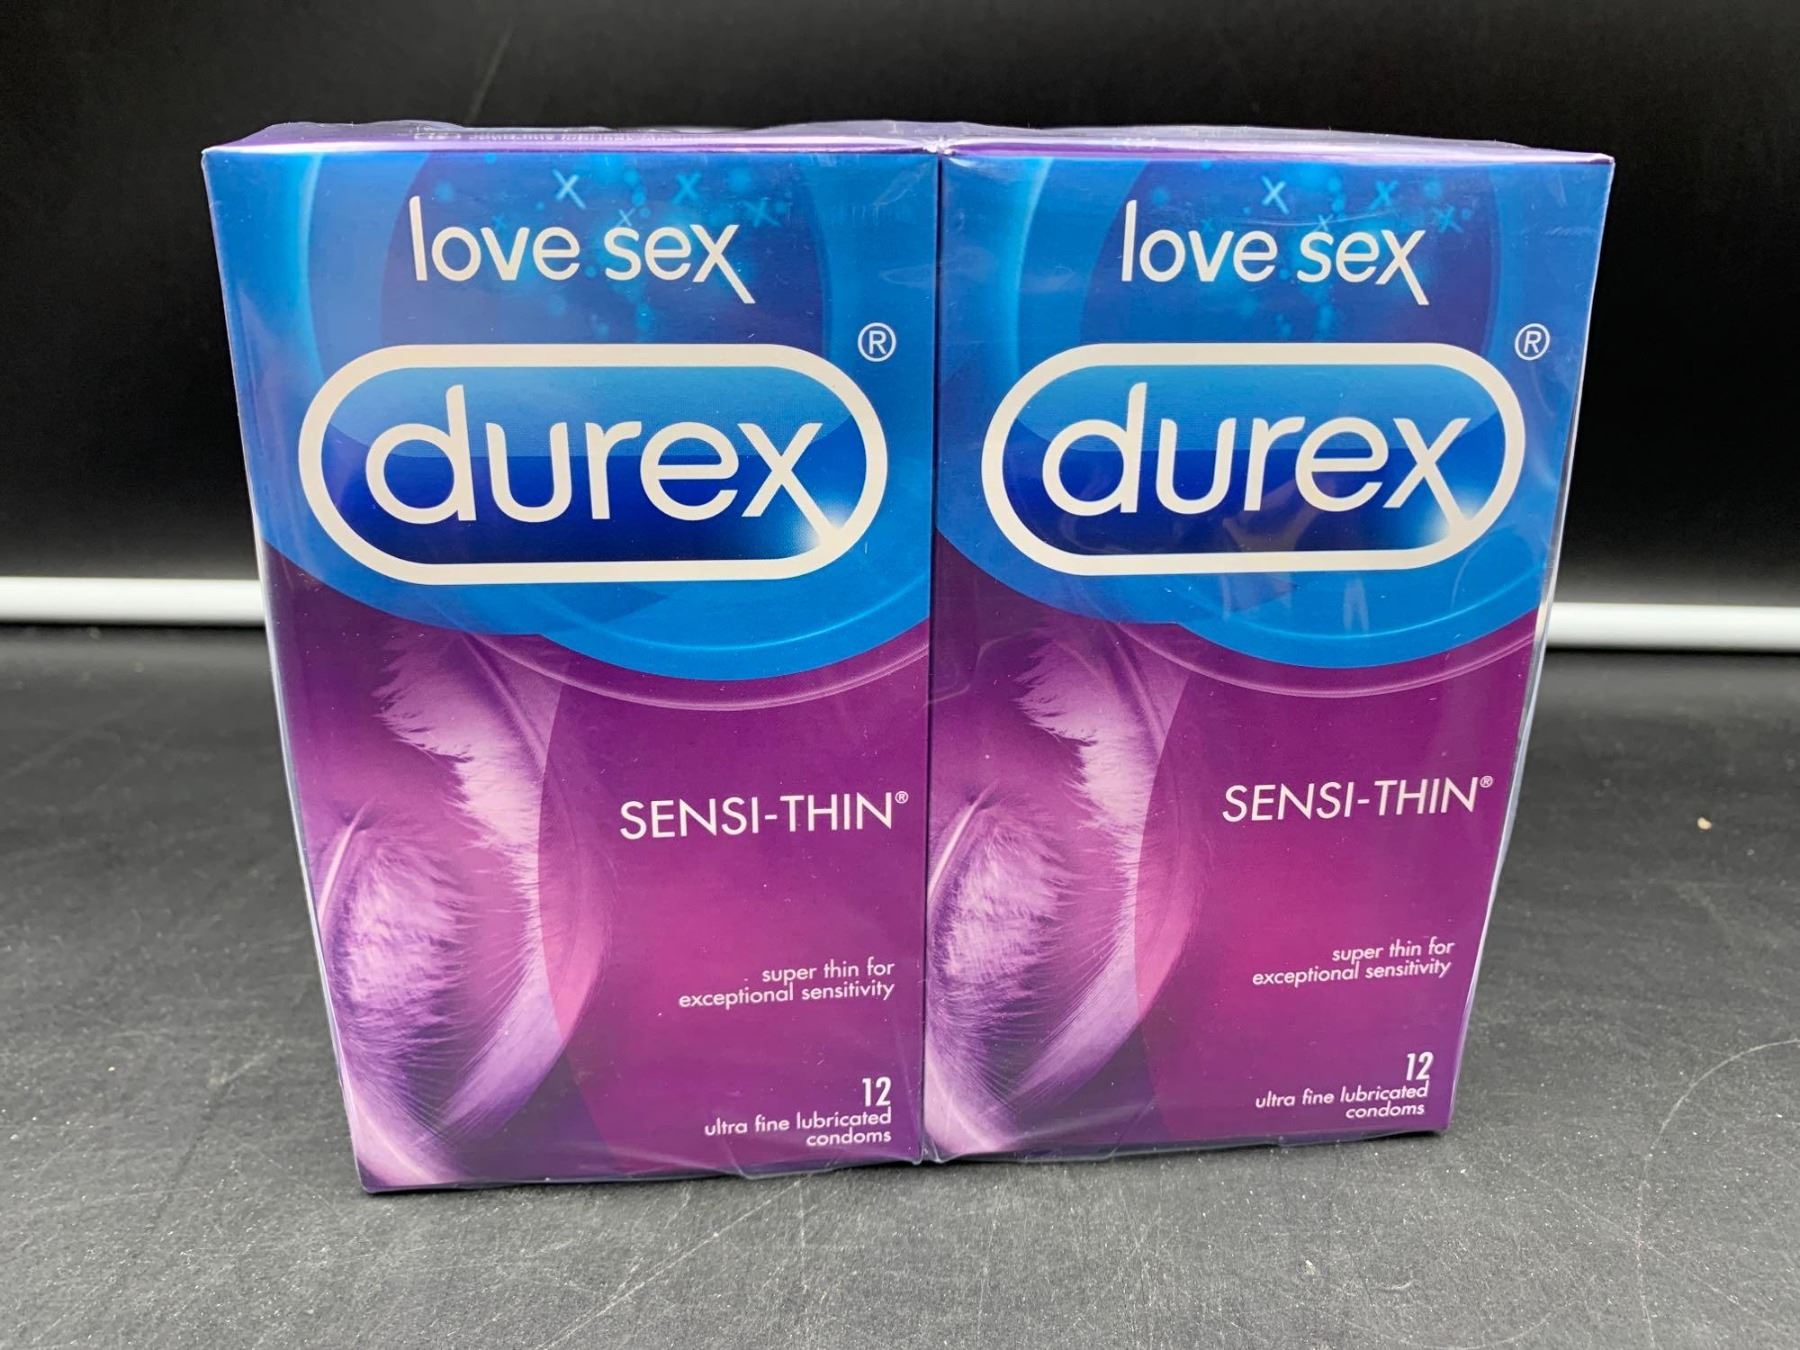 love sex
durex®
SENSI-THIN®
super thin for
exceptional sensitivity
12
ultra fine lubricated
condoms
love sex
durex®
SENSI-THIN®
super thin for
exceptional sensitivity
12
ultra fine lubricated
condoms